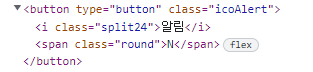 ▼<button type="button" class="icoAlert">
<i class="split24">알림</i>
<span class="round">N</span> flex
</button>